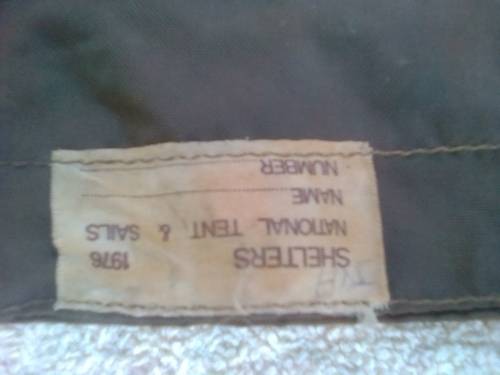 SHELTERS 1976
NATIONAL TENT & SAILS
NAME
NUMBER